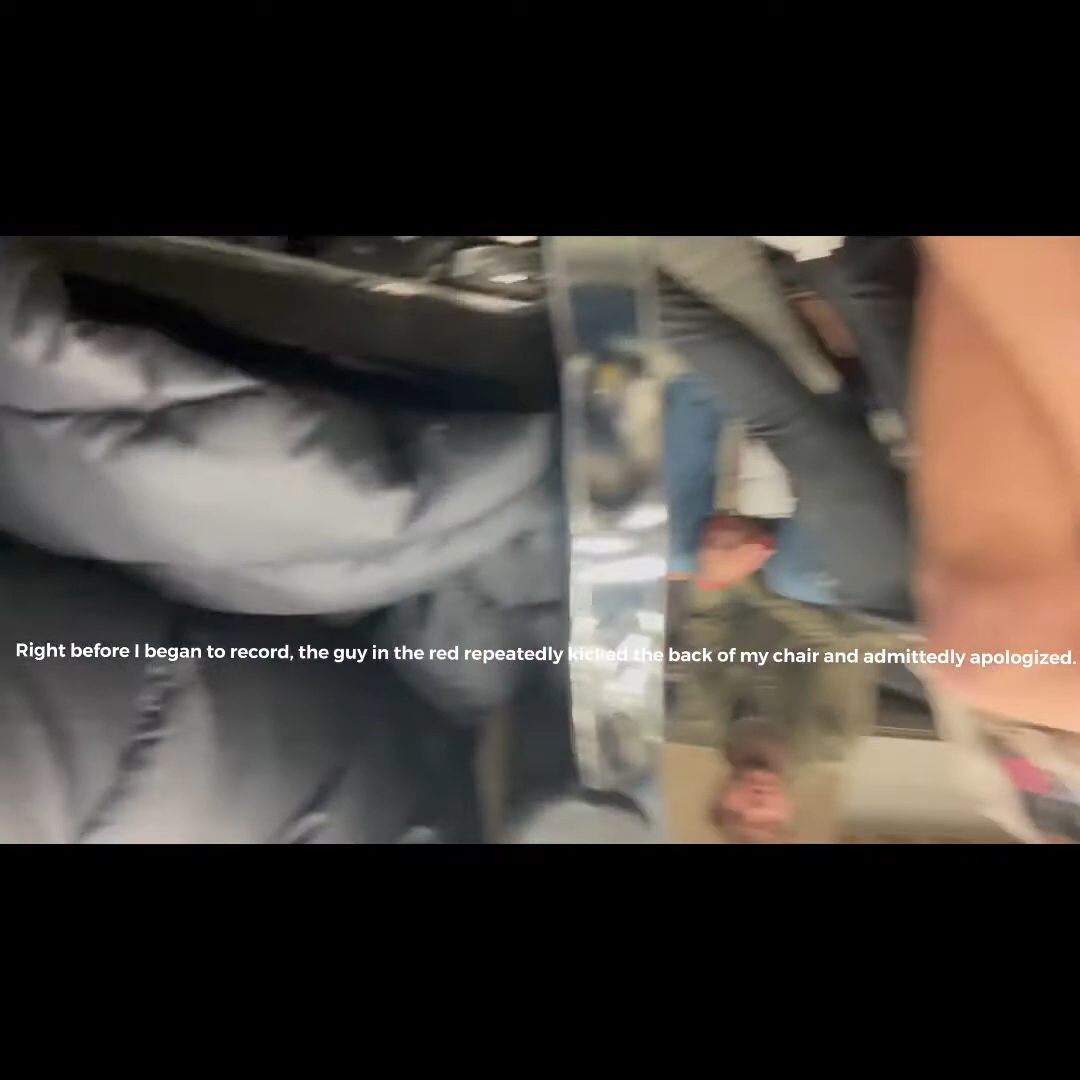 Right before I began to record, the guy in the red repeatedly kicked the back of my chair and admittedly apologized.